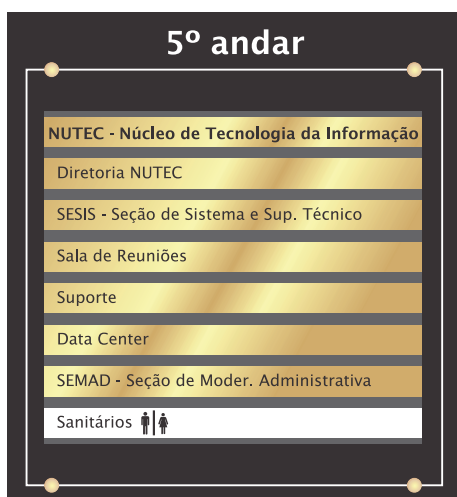 5º andar
NUTEC - Núcleo de Tecnologia da Informação
Diretoria NUTEC
SESIS - Seção de Sistema e Sup. Técnico
Sala de Reuniões
Suporte
Data Center
SEMAD - Seção de Moder. Administrativa
Sanitários